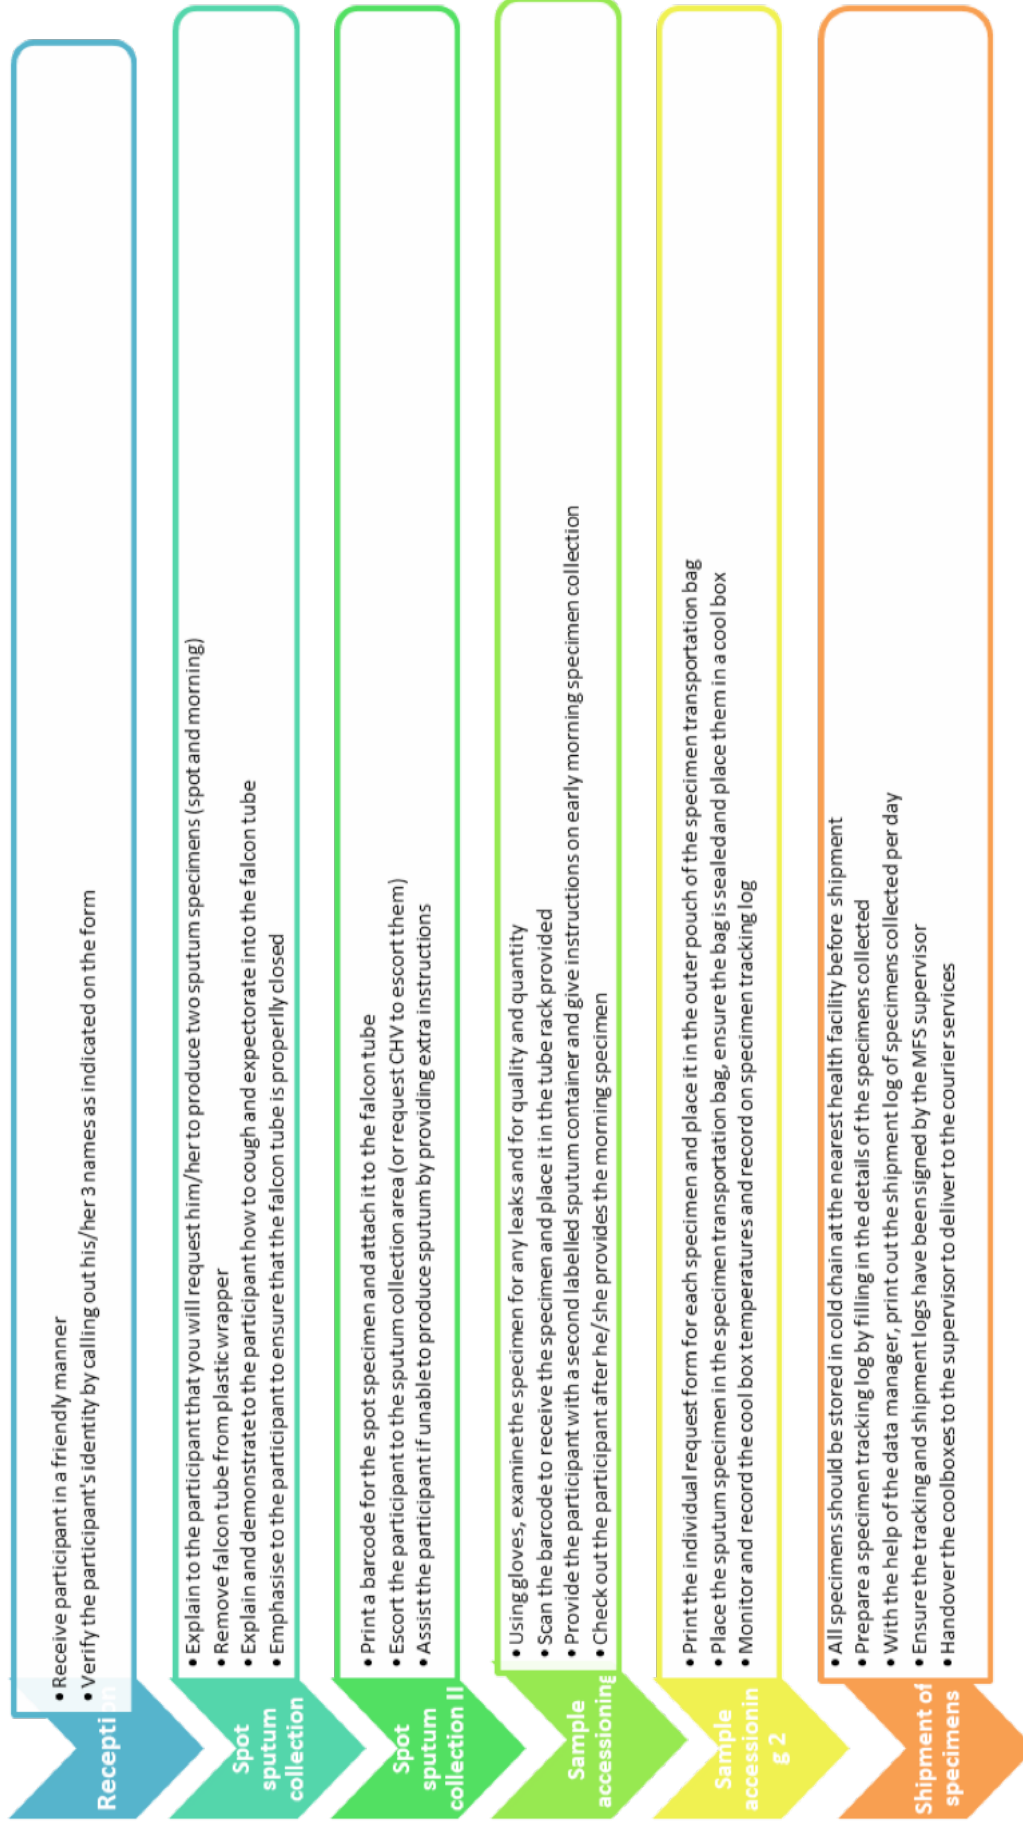 Reception
• Receive participant in a friendly manner
• Verify the participant's identity by calling out his/her 3 names as indicated on the form
Spot
sputum
collection
• Explain to the participant that you will request him/her to produce two sputum specimens (spot and morning)
• Remove falcon tube from plastic wrapper
• Explain and demonstrate to the participant how to cough and expectorate into the falcon tube
• Emphasise to the participant to ensure that the falcon tube is properlly closed
Spot
sputum
collection II
• Print a barcode for the spot specimen and attach it to the falcon tube
• Escort the participant to the sputum collection area (or request CHV to escort them)
• Assist the participant if unable to produce sputum by providing extra instructions
Sample
accessioning
• Using gloves, examine the specimen for any leaks and for quality and quantity
• Scan the barcode to receive the specimen and place it in the tube rack provided
• Provide the participant with a second labelled sputum container and give instructions on early morning specimen collection
• Check out the participant after he/she provides the morning specimen
Sample
accessionin
g 2
• Print the individual request form for each specimen and place it in the outer pouch of the specimen transportation bag
• Place the sputum specimen in the specimen transportation bag, ensure the bag is sealed and place them in a cool box
• Monitor and record the cool box temperatures and record on specimen tracking log
Shipment of
specimens
• All specimens should be stored in cold chain at the nearest health facility before shipment
• Prepare a specimen tracking log by filling in the details of the specimens collected
• With the help of the data manager, print out the shipment log of specimens collected per day
• Ensure the tracking and shipment logs have been signed by the MFS supervisor
• Handover the coolboxes to the supervisor to deliver to the courier services